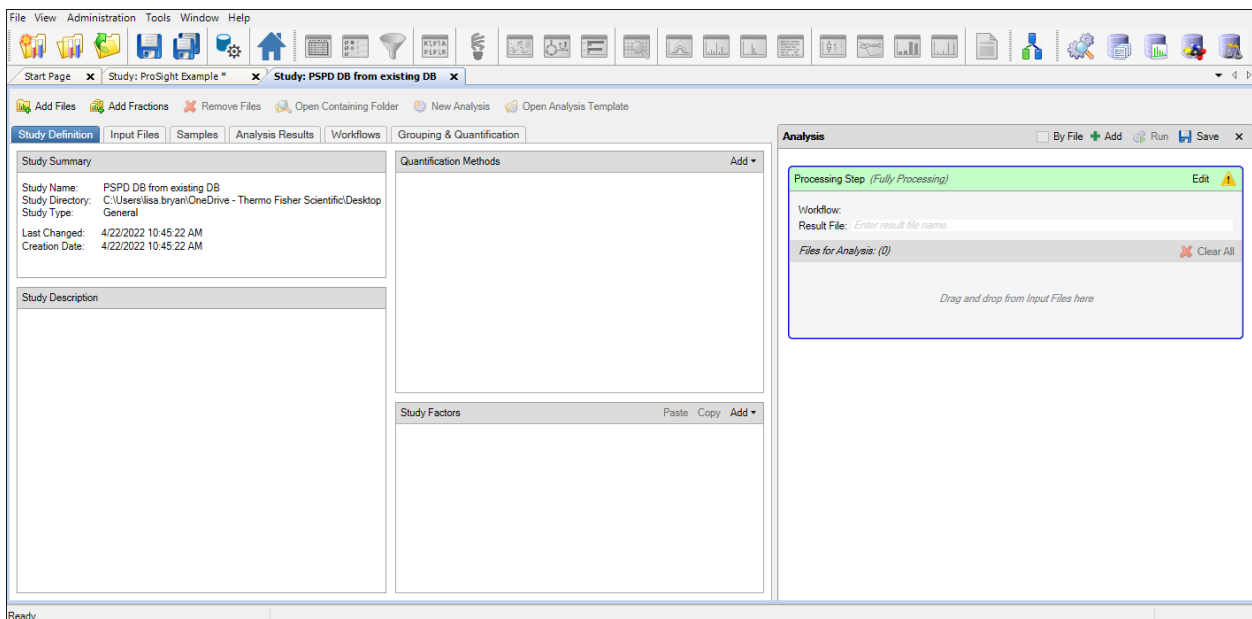 File View Administration Tools Window Help
Start Page x Study: ProSight Example * x Study: PSPD DB from existing DB x
Add Files Add Fractions Remove Files Open Containing Folder New Analysis Open Analysis Template
Study Definition Input Files Samples Analysis Results Workflows Grouping & Quantification
Analysis By File Add Run Save x
Study Summary
Study Name: PSPD DB from existing DB
Study Directory: C:\Users\lisa.bryan\OneDrive - Thermo Fisher Scientific\Desktop
Study Type: General
Last Changed: 4/22/2022 10:45:22 AM
Creation Date: 4/22/2022 10:45:22 AM
Study Description
Quantification Methods Add
Study Factors Paste Copy Add
Processing Step (Fully Processing) Edit
Workflow:
Result File: Enter result file name.
Files for Analysis: (0) Clear All
Drag and drop from Input Files here
Ready